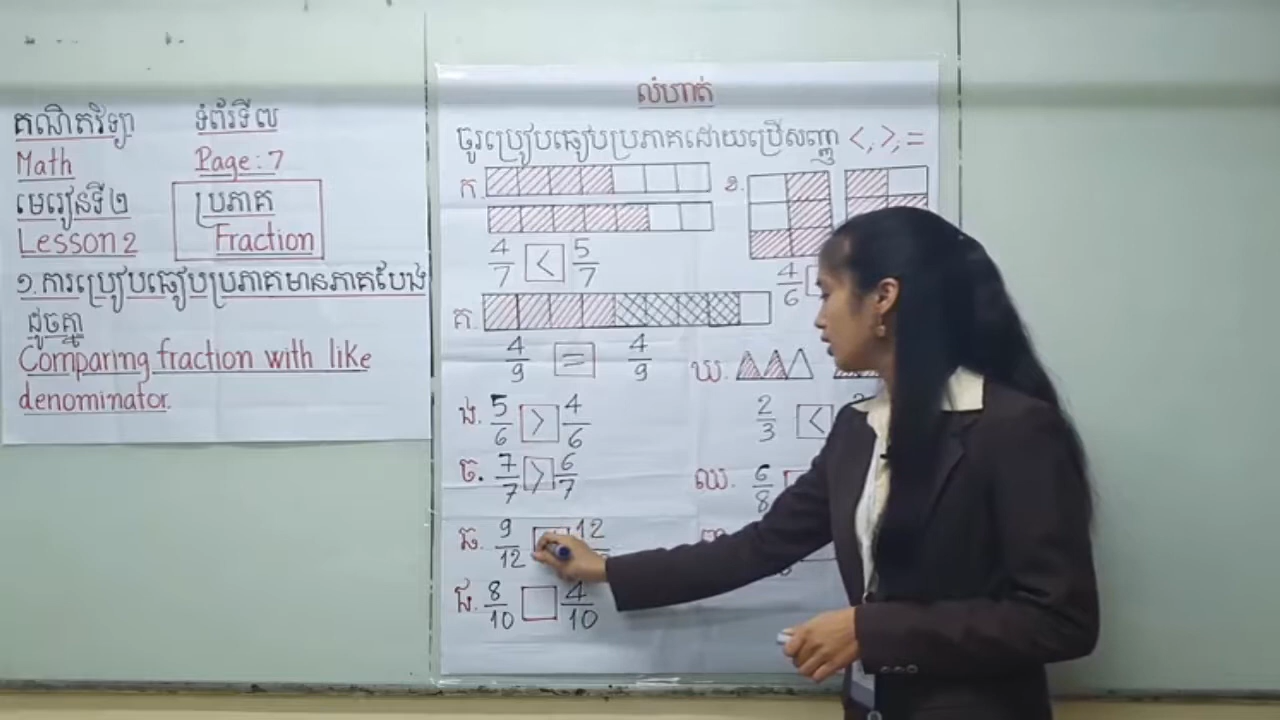 គណិតវិទ្យា ទំព័រទី៧
Math Page: 7
មេរៀនទី២ ប្រភាគ
Lesson 2 Fraction
១.ការប្រៀបធៀបប្រភាគមានភាគបែង
ដូចគ្នា
Comparing fraction with like
denominator.
លំហាត់
ចូរប្រៀបធៀបប្រភាគដោយប្រើសញ្ញា <,>,=
ក. ខ.
4/7 < 5/7 4/6
គ.
4/9 = 4/9
ឃ.
2/3 <
ង. 5/6 > 4/6
ច. 7/7 > 6/7
ឈ. 6/8
ឆ. 9/12 12
ជ. 8/10 4/10